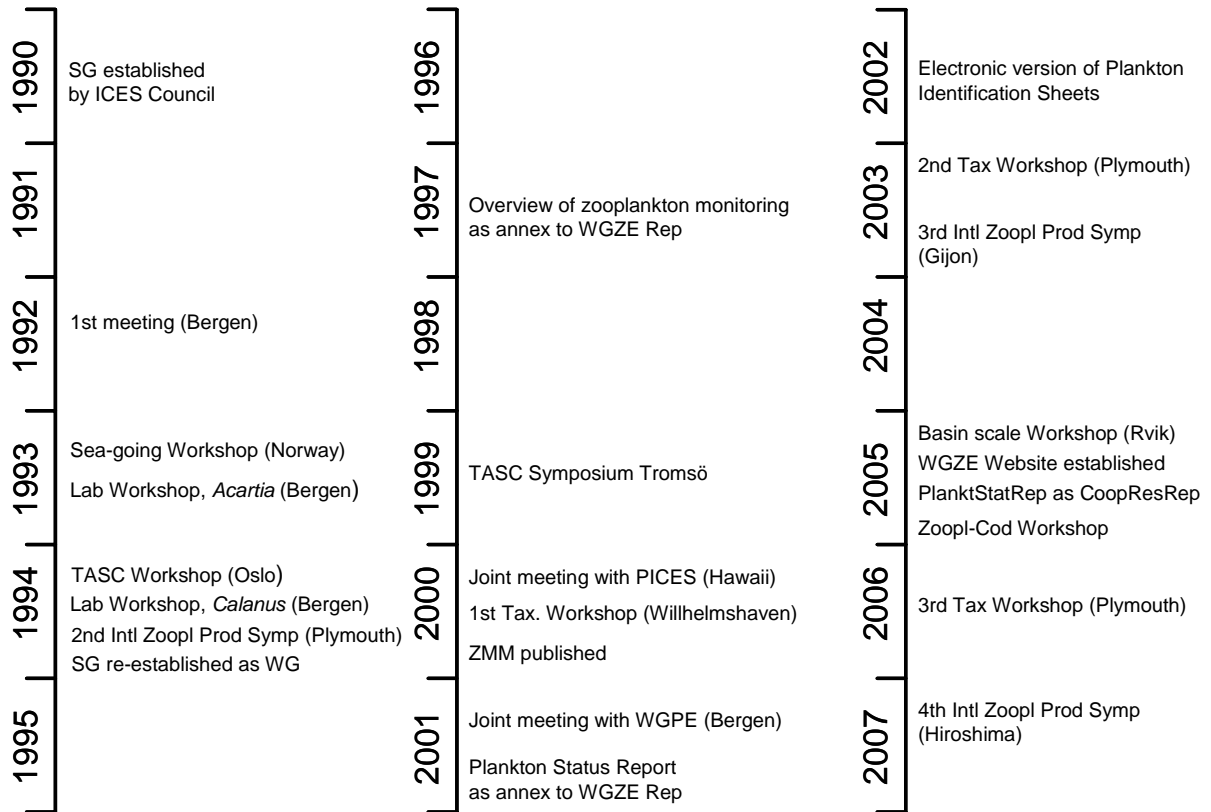 1990
SG established
by ICES Council
1991
1992
1st meeting (Bergen)
1993
Sea-going Workshop (Norway)
Lab Workshop, Acartia (Bergen)
1994
TASC Workshop (Oslo)
Lab Workshop, Calanus (Bergen)
2nd Intl Zoopl Prod Symp (Plymouth)
SG re-established as WG
1995
1996
1997
Overview of zooplankton monitoring
as annex to WGZE Rep
1998
1999
TASC Symposium Tromsö
2000
Joint meeting with PICES (Hawaii)
1st Tax. Workshop (Willhelmshaven)
ZMM published
2001
Joint meeting with WGPE (Bergen)
Plankton Status Report
as annex to WGZE Rep
2002
Electronic version of Plankton
Identification Sheets
2003
2nd Tax Workshop (Plymouth)
3rd Intl Zoopl Prod Symp
(Gijon)
2004
2005
Basin scale Workshop (Rvik)
WGZE Website established
PlanktStatRep as CoopResRep
Zoopl-Cod Workshop
2006
3rd Tax Workshop (Plymouth)
2007
4th Intl Zoopl Prod Symp
(Hiroshima)